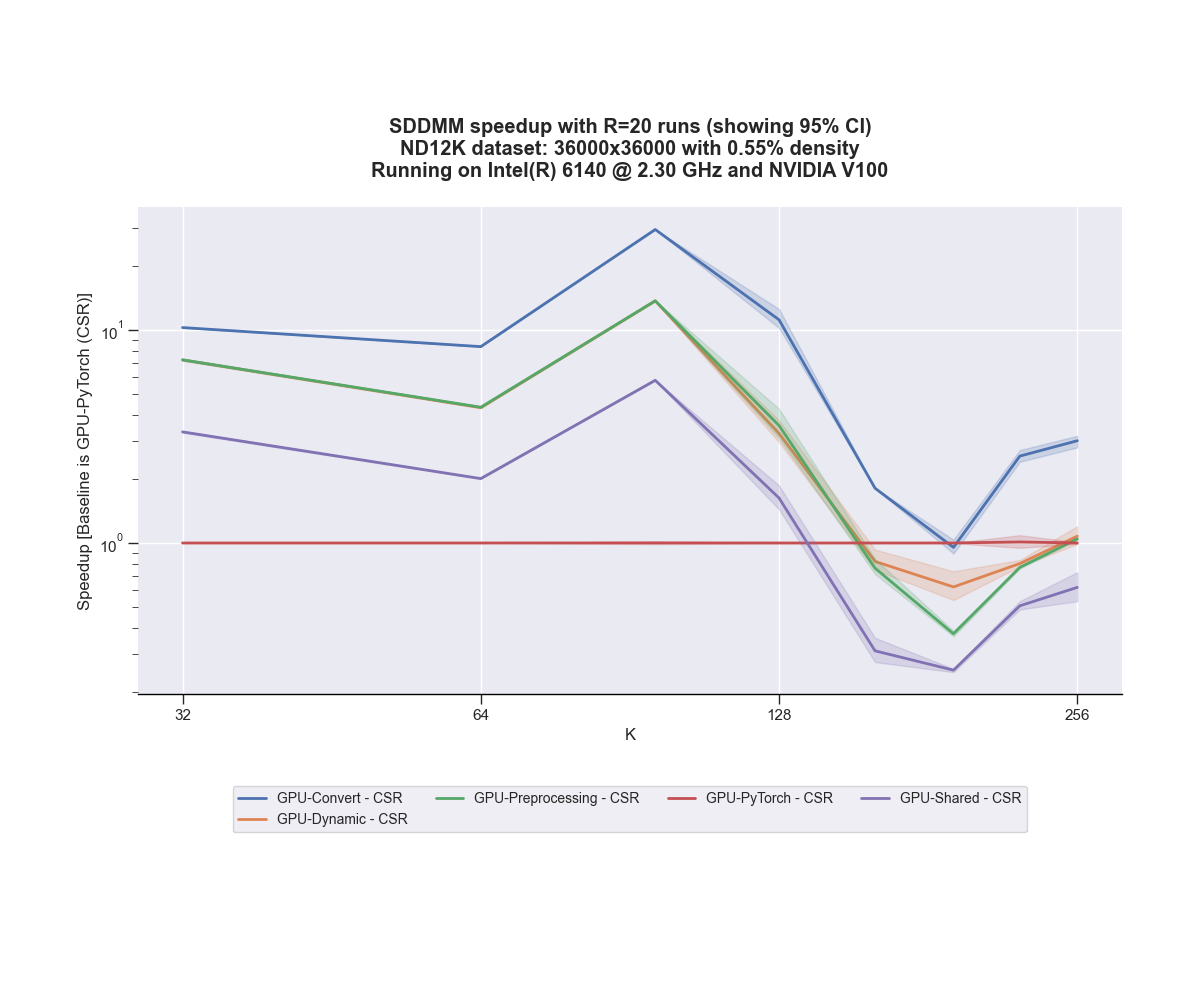 SDDMM speedup with R=20 runs (showing 95% CI)
ND12K dataset: 36000x36000 with 0.55% density
Running on Intel(R) 6140 @ 2.30 GHz and NVIDIA V100
Speedup [Baseline is GPU-PyTorch (CSR)]
10^1
10^0
32 64 128 256
K
GPU-Convert - CSR GPU-Preprocessing - CSR GPU-PyTorch - CSR GPU-Shared - CSR
GPU-Dynamic - CSR